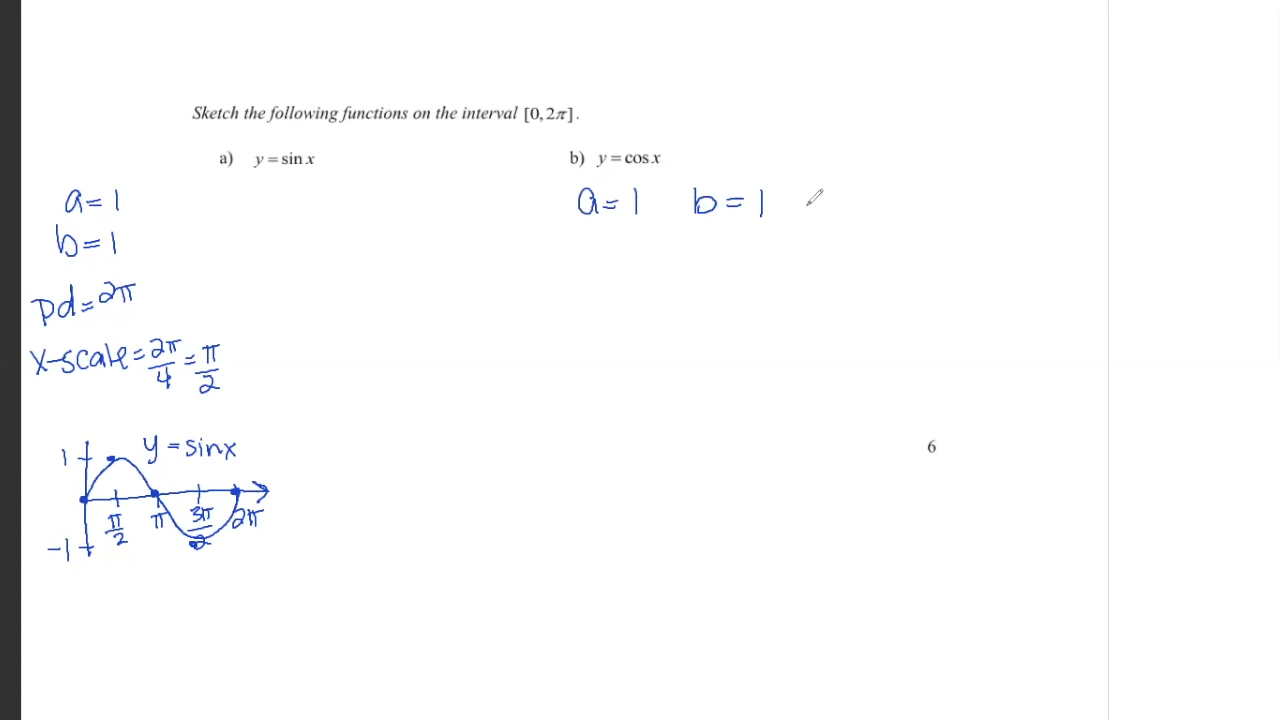 Sketch the following functions on the interval [0, 2π].
a) y = sin x
b) y = cos x
a = 1
b = 1
pd = 2π
x-scale = 2π/4 = π/2
a = 1 b = 1
y = sinx
1
-1
π/2 π 3π/2 2π
6